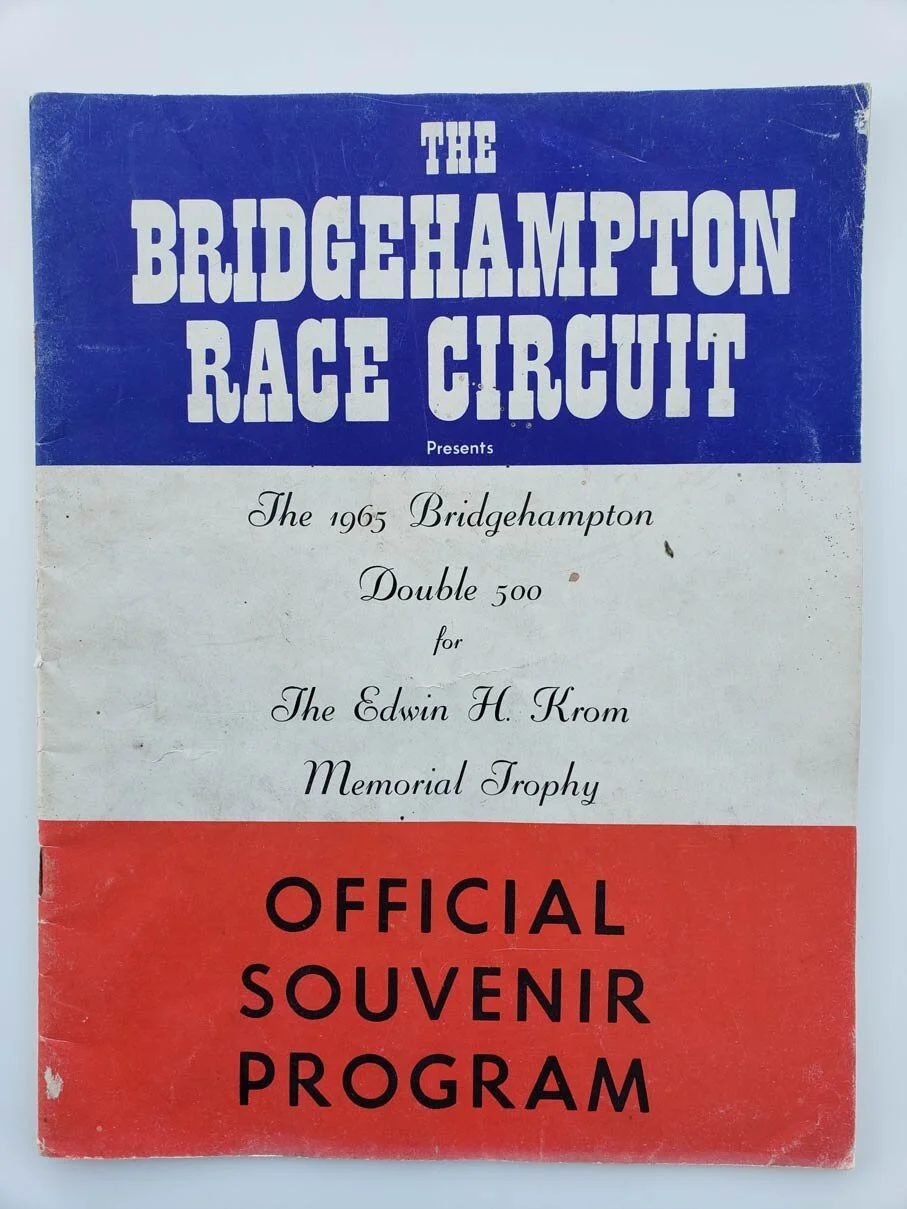 THE
BRIDGEHAMPTON
RACE CIRCUIT
Presents
The 1965 Bridgehampton
Double 500
for
The Edwin H. Krom
Memorial Trophy
OFFICIAL
SOUVENIR
PROGRAM